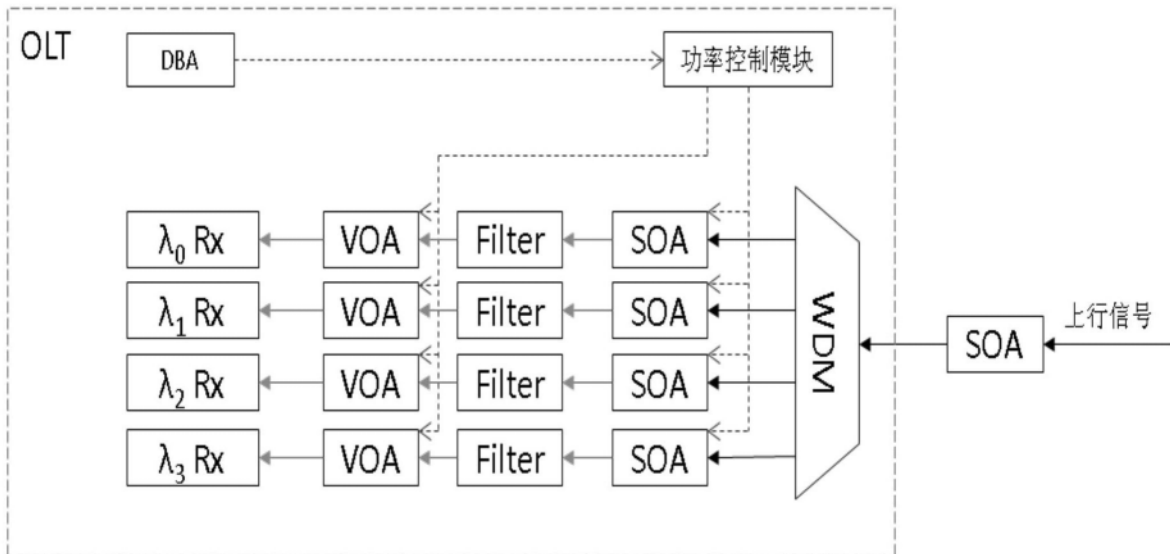 OLT
DBA
功率控制模块
λ0 Rx
VOA
Filter
SOA
λ1 Rx
VOA
Filter
SOA
λ2 Rx
VOA
Filter
SOA
λ3 Rx
VOA
Filter
SOA
WDM
SOA
上行信号